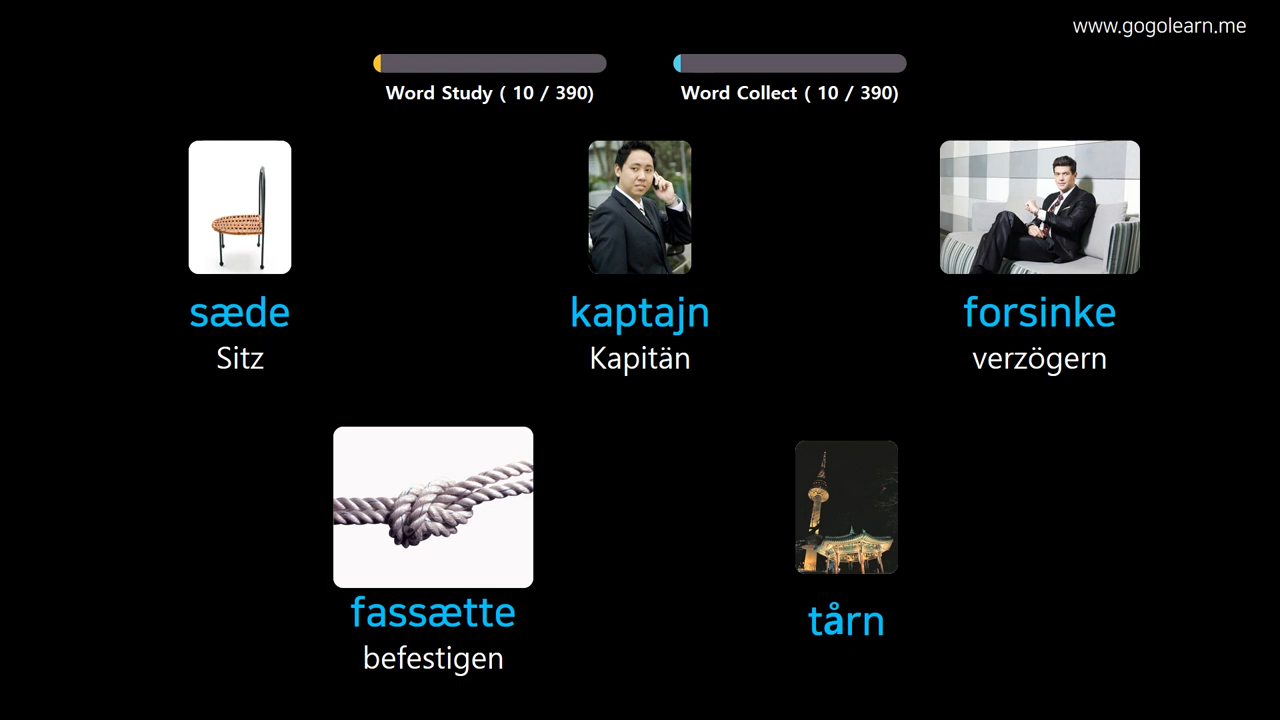 www.gogolearn.me
Word Study ( 10 / 390)
Word Collect ( 10 / 390)
sæde
Sitz
kaptajn
Kapitän
forsinke
verzögern
fassætte
befestigen
tårn